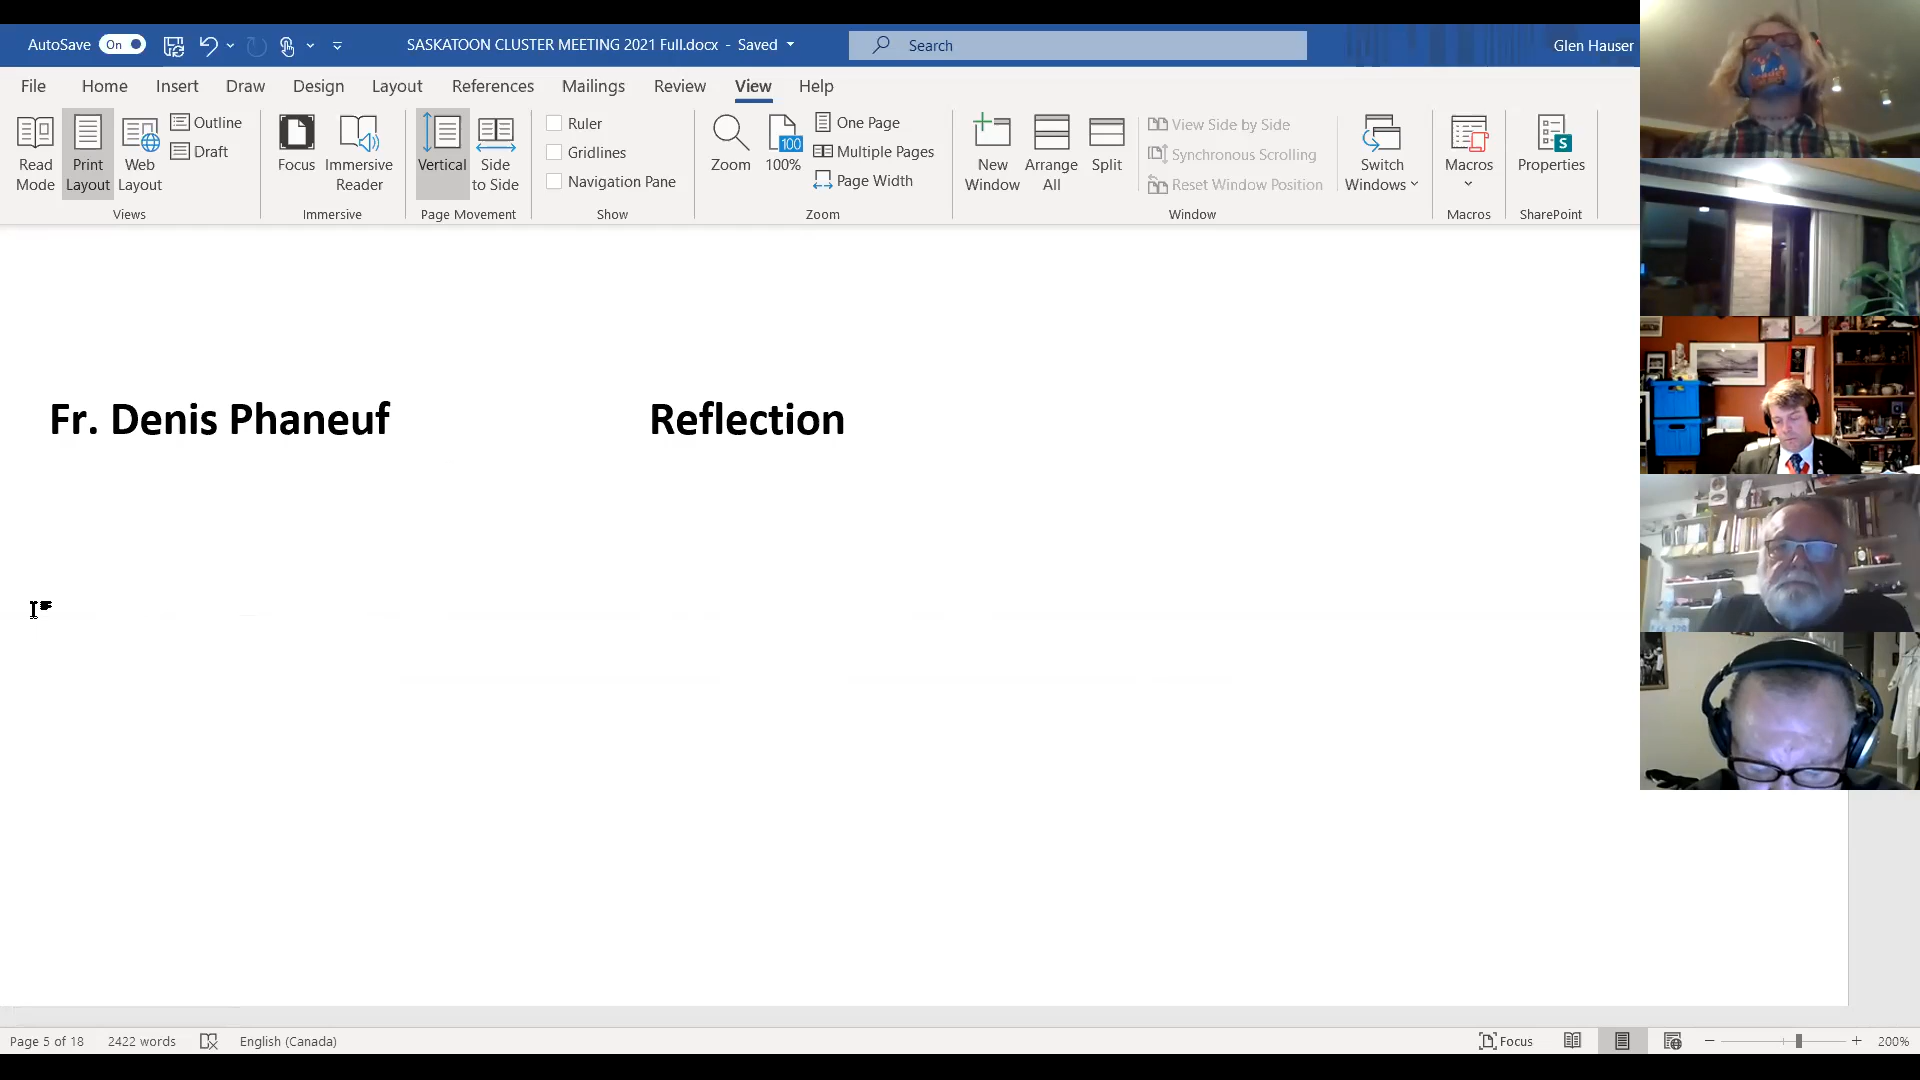 AutoSave On SASKATOON CLUSTER MEETING 2021 Full.docx - Saved Search Glen Hauser
File Home Insert Draw Design Layout References Mailings Review View Help
Read Mode
Print Layout
Web Layout
Outline
Draft
Views
Focus
Immersive Reader
Immersive
Vertical
Side to Side
Page Movement
Ruler
Gridlines
Navigation Pane
Show
Zoom
100
100%
One Page
Multiple Pages
Page Width
Zoom
New Window
Arrange All
Split
View Side by Side
Synchronous Scrolling
Reset Window Position
Switch Windows
Window
Macros
Macros
S
Properties
SharePoint
Fr. Denis Phaneuf Reflection
Page 5 of 18 2422 words English (Canada) Focus 200%